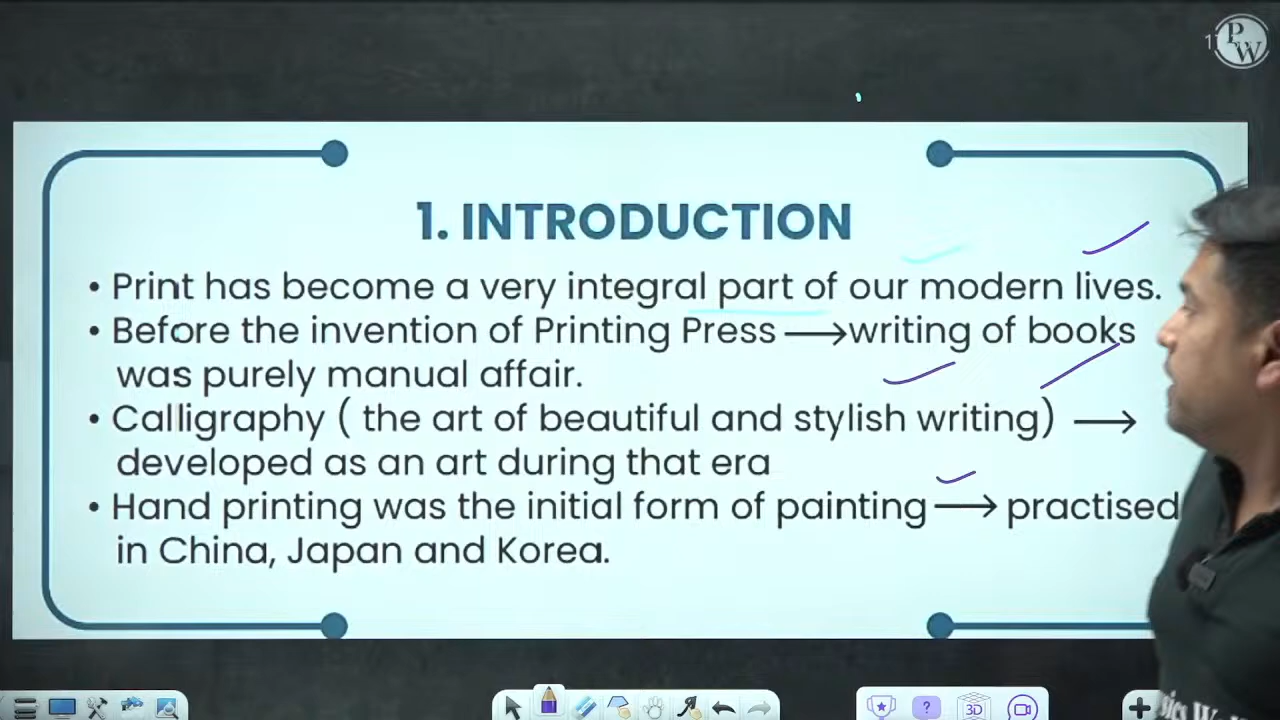 PW
1. INTRODUCTION
• Print has become a very integral part of our modern lives.
• Before the invention of Printing Press ⟶writing of books
was purely manual affair.
• Calligraphy ( the art of beautiful and stylish writing) ⟶
developed as an art during that era
• Hand printing was the initial form of painting⟶ practised
in China, Japan and Korea.
?
3D